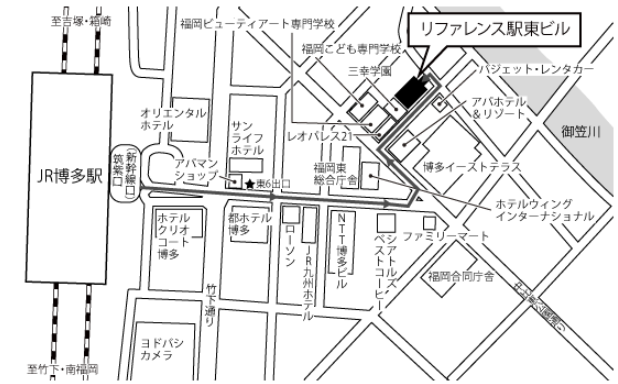 至吉塚・箱崎
福岡ビューティアート専門学校
リファレンス駅東ビル
福岡こども専門学校
三幸学園
バジェット・レンタカー
アパホテル
＆リゾート
御笠川
オリエンタル
ホテル
サン
ライフ
ホテル
レオパレス21
JR博多駅
(新幹線口)
筑紫口
アパマン
ショップ
★東6出口
福岡東
総合庁舎
博多イーストテラス
ホテルウィング
インターナショナル
ホテル
クリオ
コート
博多
都ホテル
博多
ローソン
JR九州ホテル
NTT博多ビル
シアトルズ
ベストコーヒー
ファミリーマート
福岡合同庁舎
竹下通り
ヨドバシ
カメラ
至竹下・南福岡